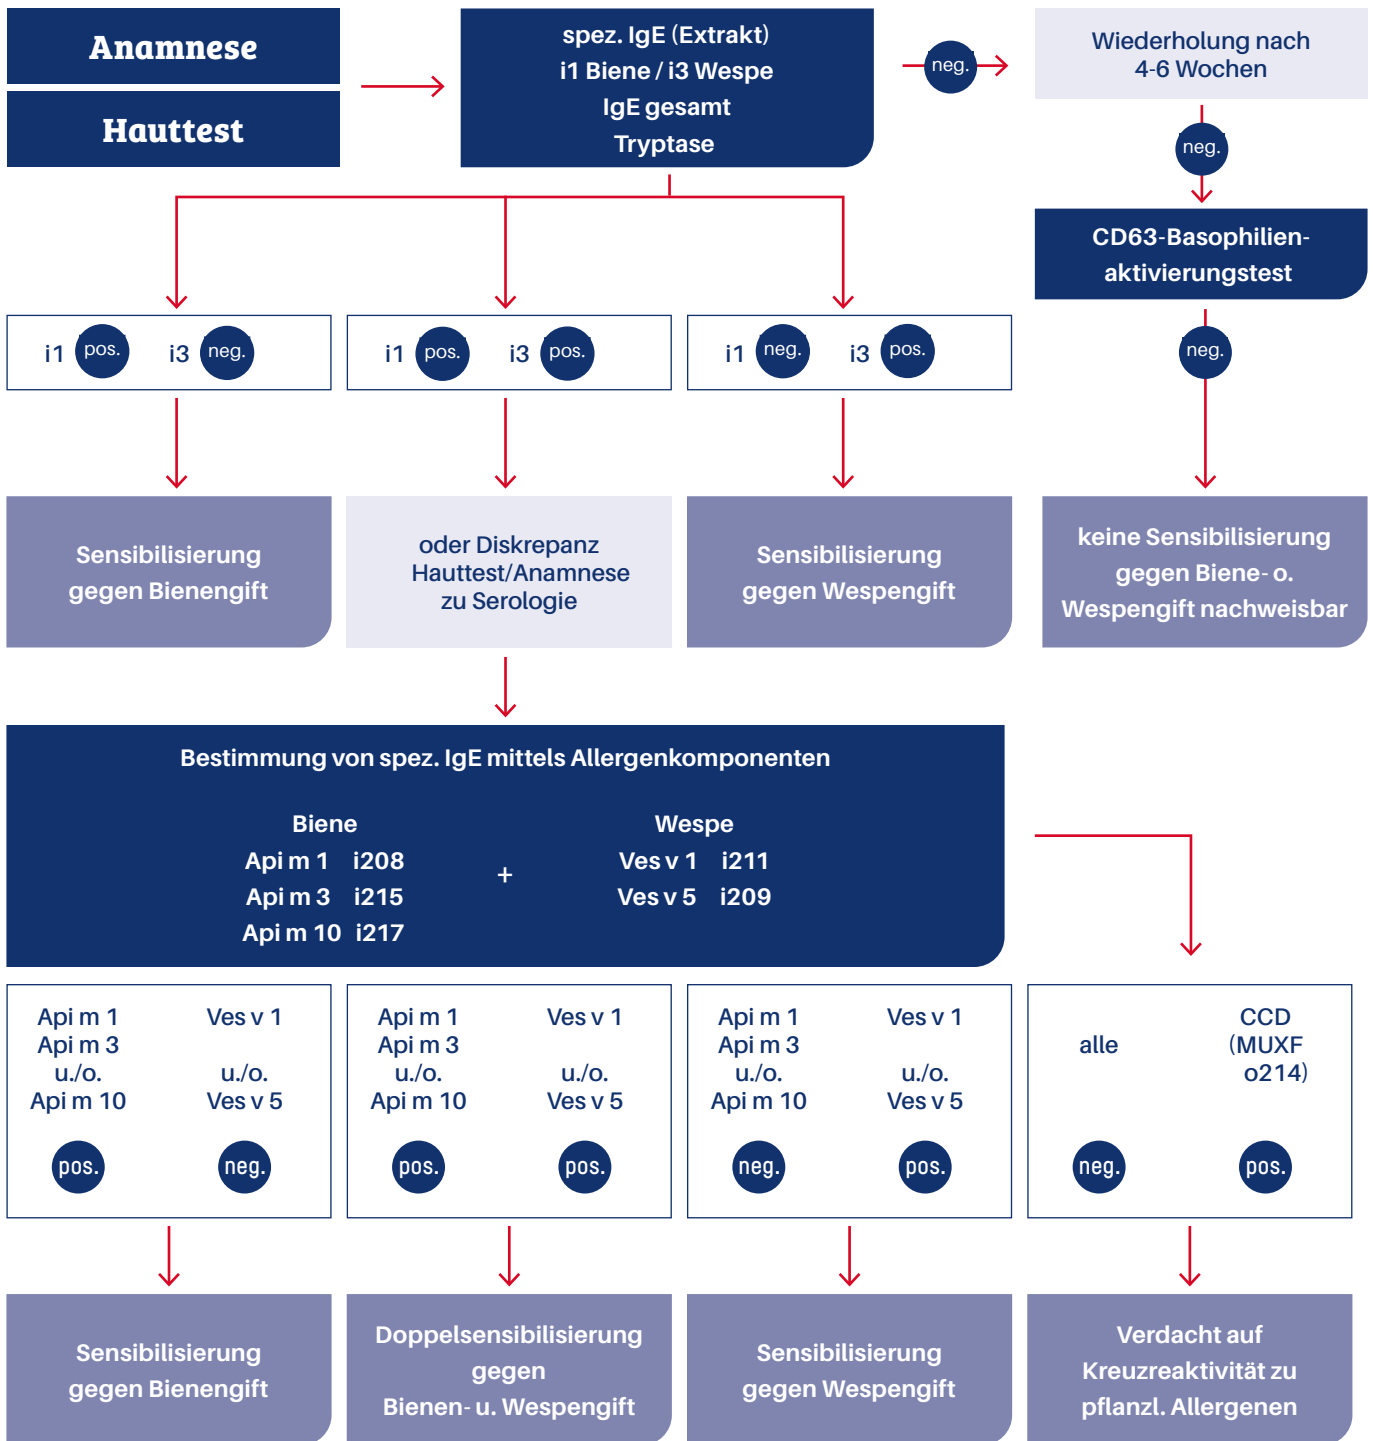 Anamnese
Hauttest
spez. IgE (Extrakt)
i1 Biene / i3 Wespe
IgE gesamt
Tryptase
neg.
Wiederholung nach
4-6 Wochen
neg.
CD63-Basophilien-
aktivierungstest
neg.
i1 pos. i3 neg.
i1 pos. i3 pos.
i1 neg. i3 pos.
Sensibilisierung
gegen Bienengift
oder Diskrepanz
Hauttest/Anamnese
zu Serologie
Sensibilisierung
gegen Wespengift
keine Sensibilisierung
gegen Biene- o.
Wespengift nachweisbar
Bestimmung von spez. IgE mittels Allergenkomponenten
Biene
Api m 1 i208
Api m 3 i215
Api m 10 i217
+
Wespe
Ves v 1 i211
Ves v 5 i209
Api m 1
Api m 3
u./o.
Api m 10
pos.
Ves v 1
u./o.
Ves v 5
neg.
Api m 1
Api m 3
u./o.
Api m 10
pos.
Ves v 1
u./o.
Ves v 5
pos.
Api m 1
Api m 3
u./o.
Api m 10
neg.
Ves v 1
u./o.
Ves v 5
pos.
alle
neg.
CCD
(MUXF
o214)
pos.
Sensibilisierung
gegen Bienengift
Doppelsensibilisierung
gegen
Bienen- u. Wespengift
Sensibilisierung
gegen Wespengift
Verdacht auf
Kreuzreaktivität zu
pflanzl. Allergenen